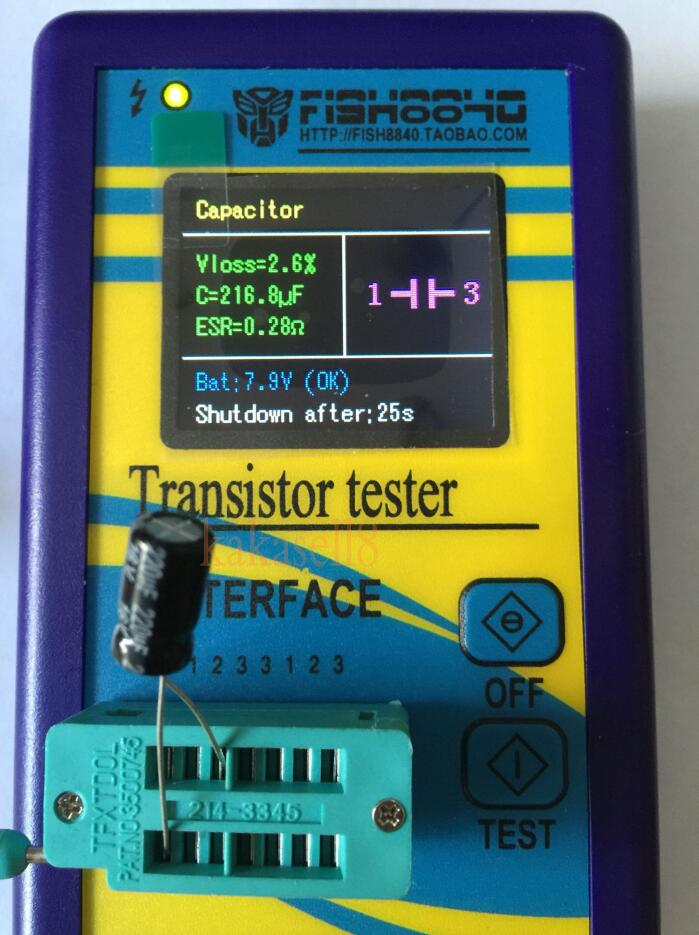 FISH8840
HTTP://FISH8840.TAOBAO.COM
Capacitor
Vloss=2.6%
C=216.8μF
ESR=0.28Ω
1 3
Bat:7.9V (OK)
Shutdown after:25s
Transistor tester
kakasell8
TERFACE
1 2 3 3 1 2 3
OFF
TEST
TFXTDOL
214-3345